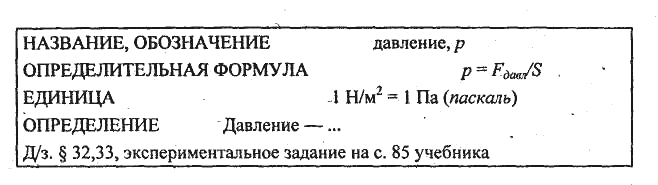 НАЗВАНИЕ, ОБОЗНАЧЕНИЕ давление, p
ОПРЕДЕЛИТЕЛЬНАЯ ФОРМУЛА p = Fдавл/S
ЕДИНИЦА 1 Н/м² = 1 Па (паскаль)
ОПРЕДЕЛЕНИЕ Давление — ...
Д/з. § 32,33, экспериментальное задание на с. 85 учебника